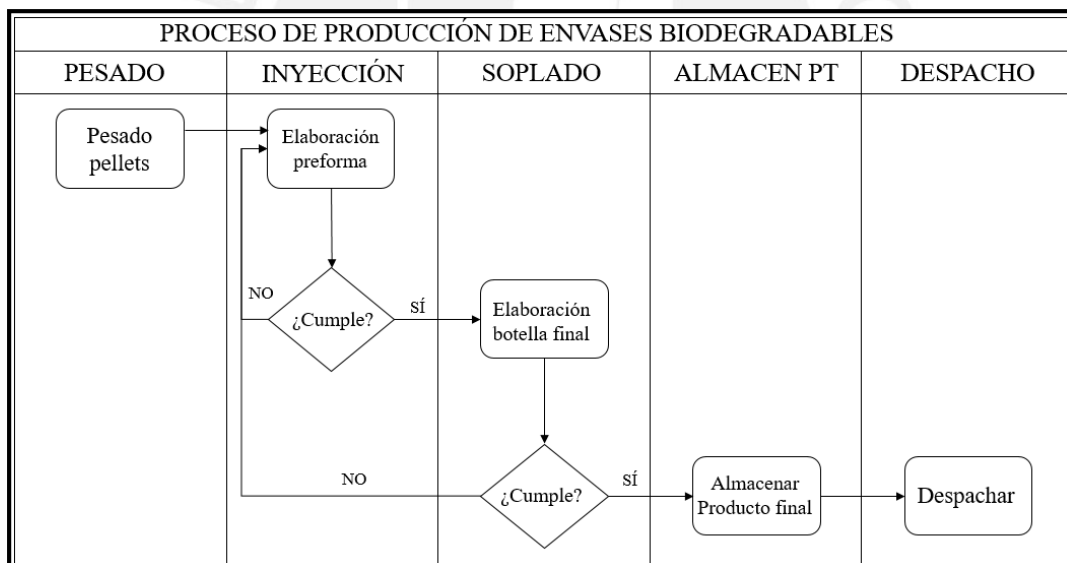 PROCESO DE PRODUCCIÓN DE ENVASES BIODEGRADABLES
PESADO
INYECCIÓN
SOPLADO
ALMACEN PT
DESPACHO
Pesado
pellets
Elaboración
preforma
NO
¿Cumple?
SÍ
Elaboración
botella final
NO
¿Cumple?
SÍ
Almacenar
Producto final
Despachar